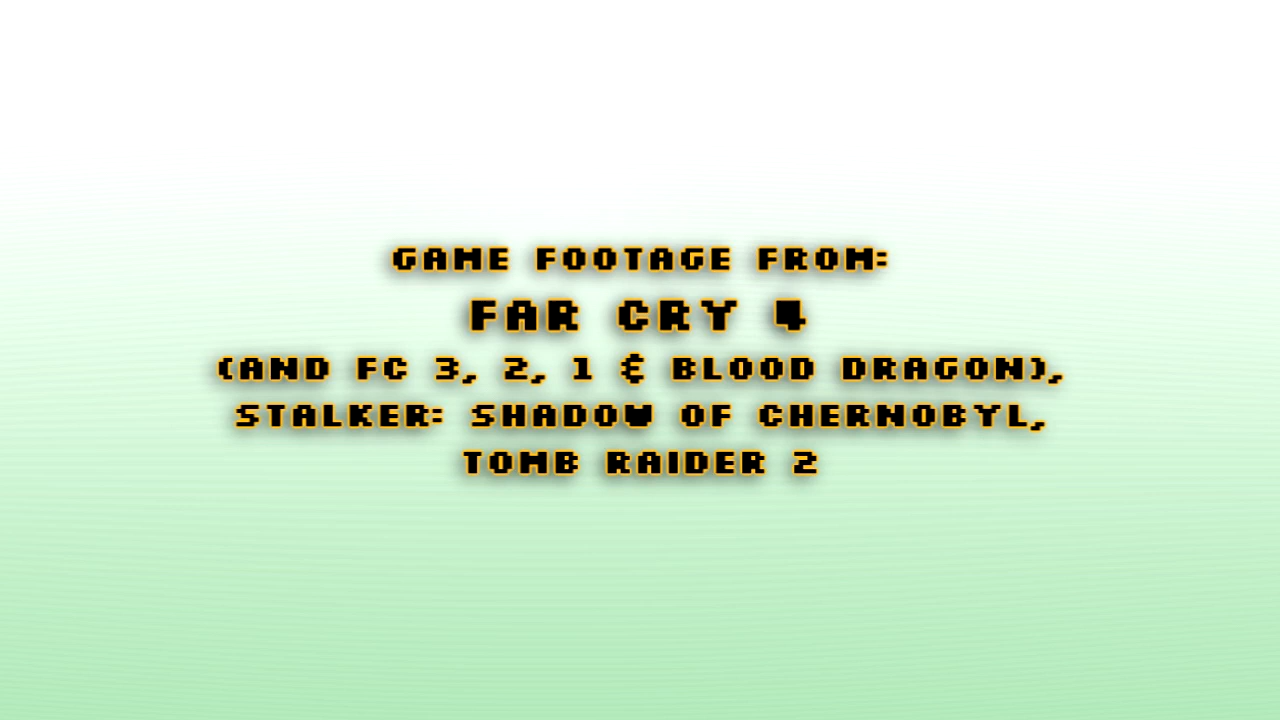 GAME FOOTAGE FROM:
FAR CRY 4
(AND FC 3, 2, 1 & BLOOD DRAGON),
STALKER: SHADOW OF CHERNOBYL,
TOMB RAIDER 2